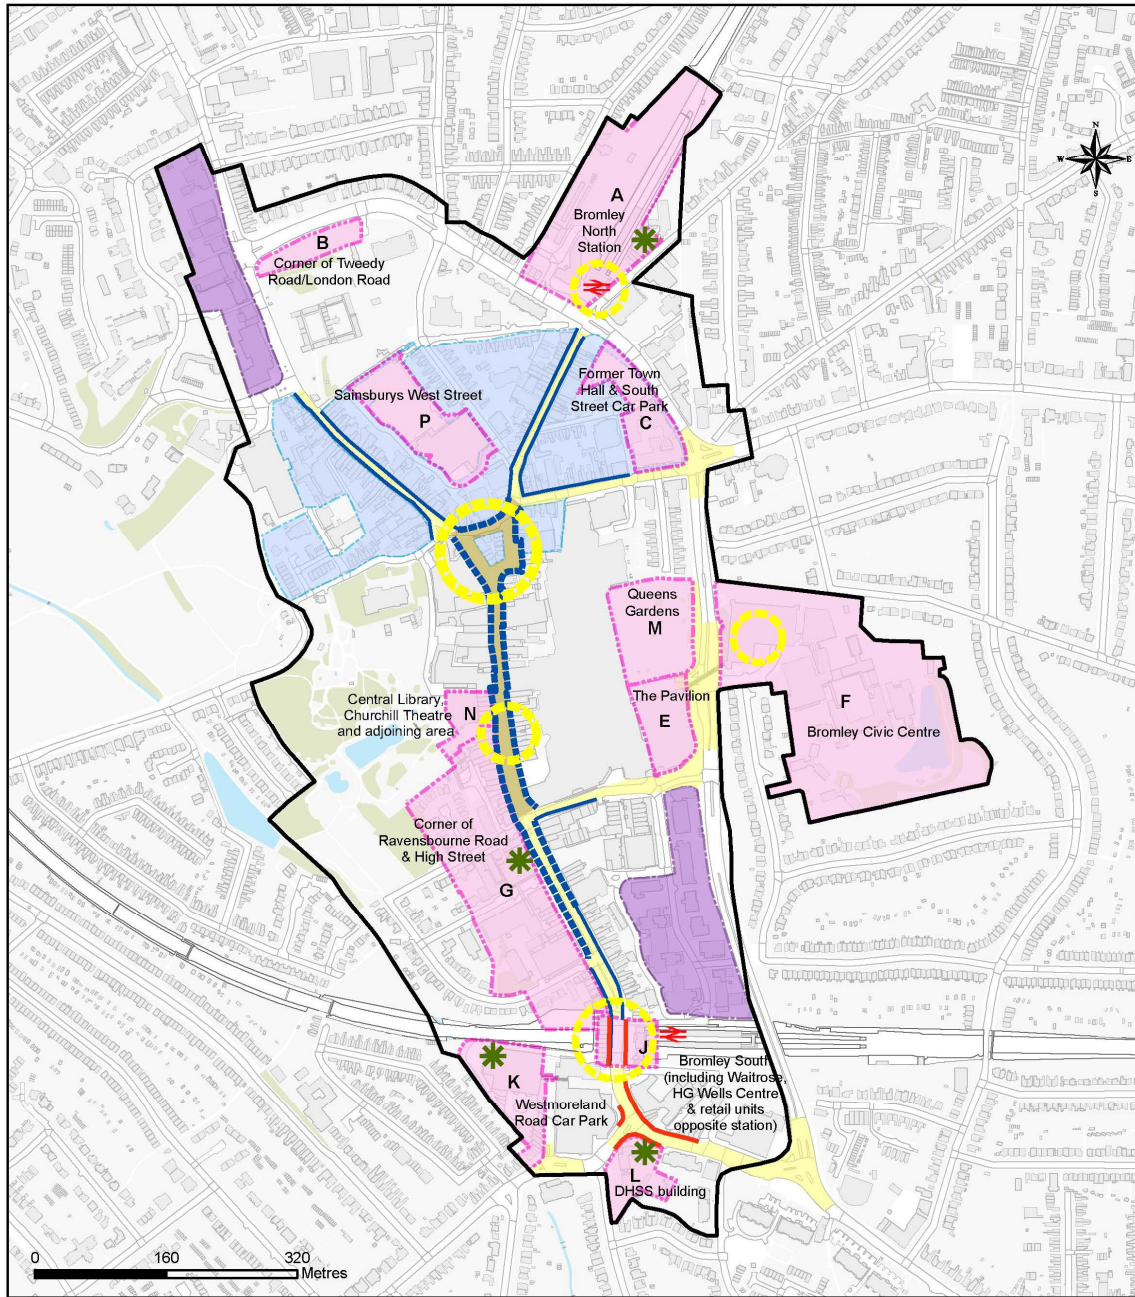 N
W E
S
A
Bromley
North
Station
B
Corner of Tweedy
Road/London Road
Former Town
Hall & South
Street Car Park
C
Sainsburys West Street
P
Queens
Gardens
M
The Pavilion
E
F
Bromley Civic Centre
Central Library,
Churchill Theatre
and adjoining area
N
Corner of
Ravensbourne Road
& High Street
G
J
Bromley South
(including Waitrose,
HG Wells Centre
& retail units
opposite station)
K
Westmoreland
Road Car Park
L
DHSS building
0 160 320
Metres